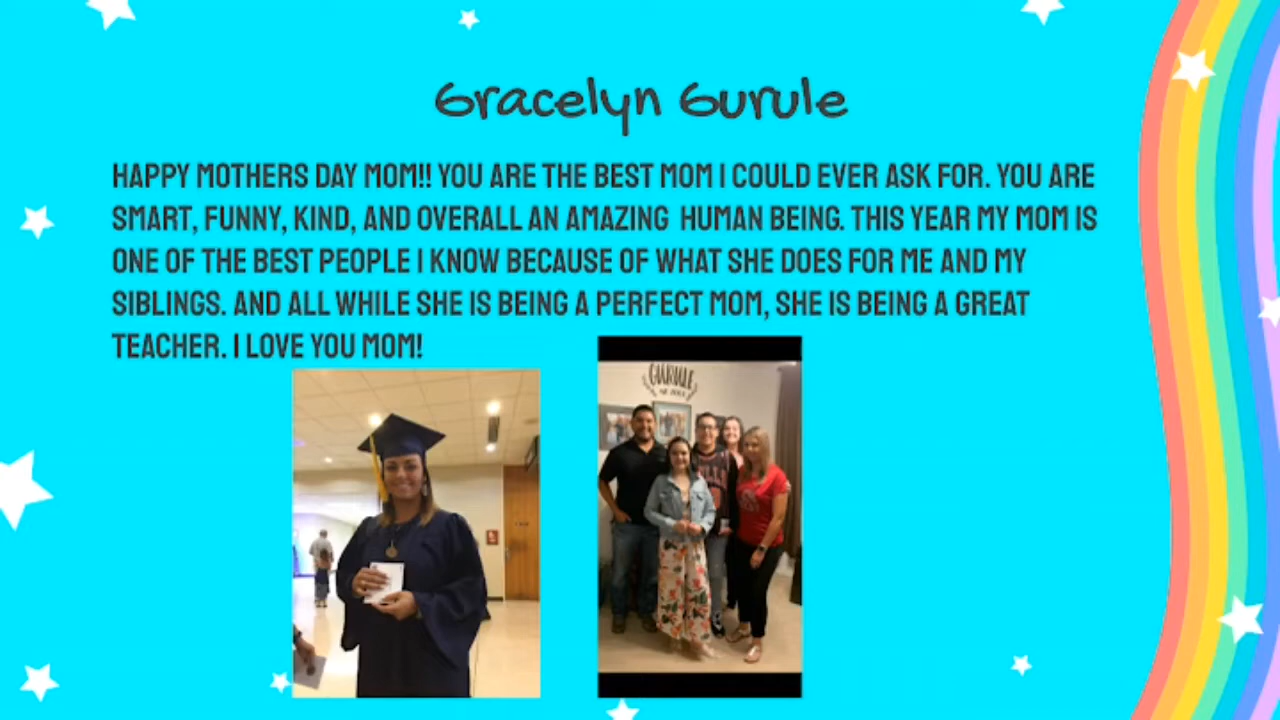 Gracelyn Gurule
HAPPY MOTHERS DAY MOM!! YOU ARE THE BEST MOM I COULD EVER ASK FOR. YOU ARE
SMART, FUNNY, KIND, AND OVERALL AN AMAZING HUMAN BEING. THIS YEAR MY MOM IS
ONE OF THE BEST PEOPLE I KNOW BECAUSE OF WHAT SHE DOES FOR ME AND MY
SIBLINGS. AND ALL WHILE SHE IS BEING A PERFECT MOM, SHE IS BEING A GREAT
TEACHER. I LOVE YOU MOM!
GURULE